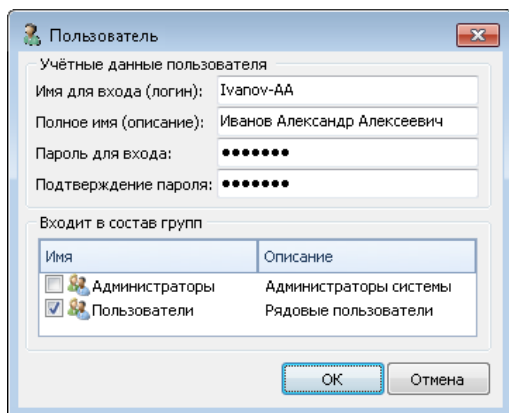 Пользователь
Учётные данные пользователя
Имя для входа (логин): Ivanov-AA
Полное имя (описание): Иванов Александр Алексеевич
Пароль для входа: •••••••
Подтверждение пароля: •••••••
Входит в состав групп
Имя Описание
Администраторы Администраторы системы
Пользователи Рядовые пользователи
ОК Отмена